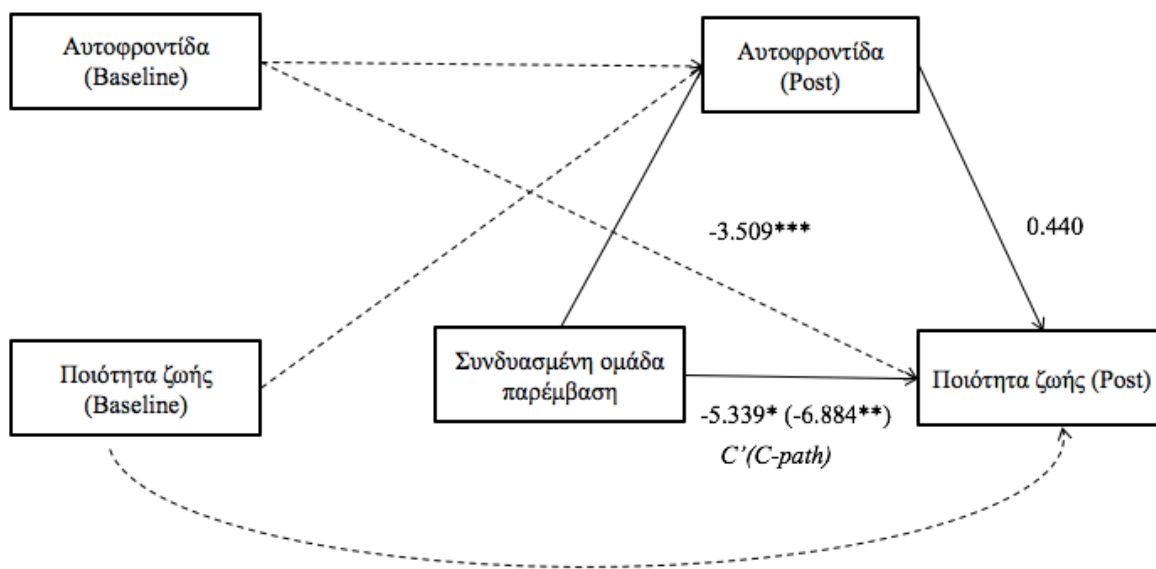 Αυτοφροντίδα
(Baseline)
Αυτοφροντίδα
(Post)
-3.509***
0.440
Ποιότητα ζωής
(Baseline)
Συνδυασμένη ομάδα
παρέμβαση
Ποιότητα ζωής (Post)
-5.339* (-6.884**)
C’(C-path)